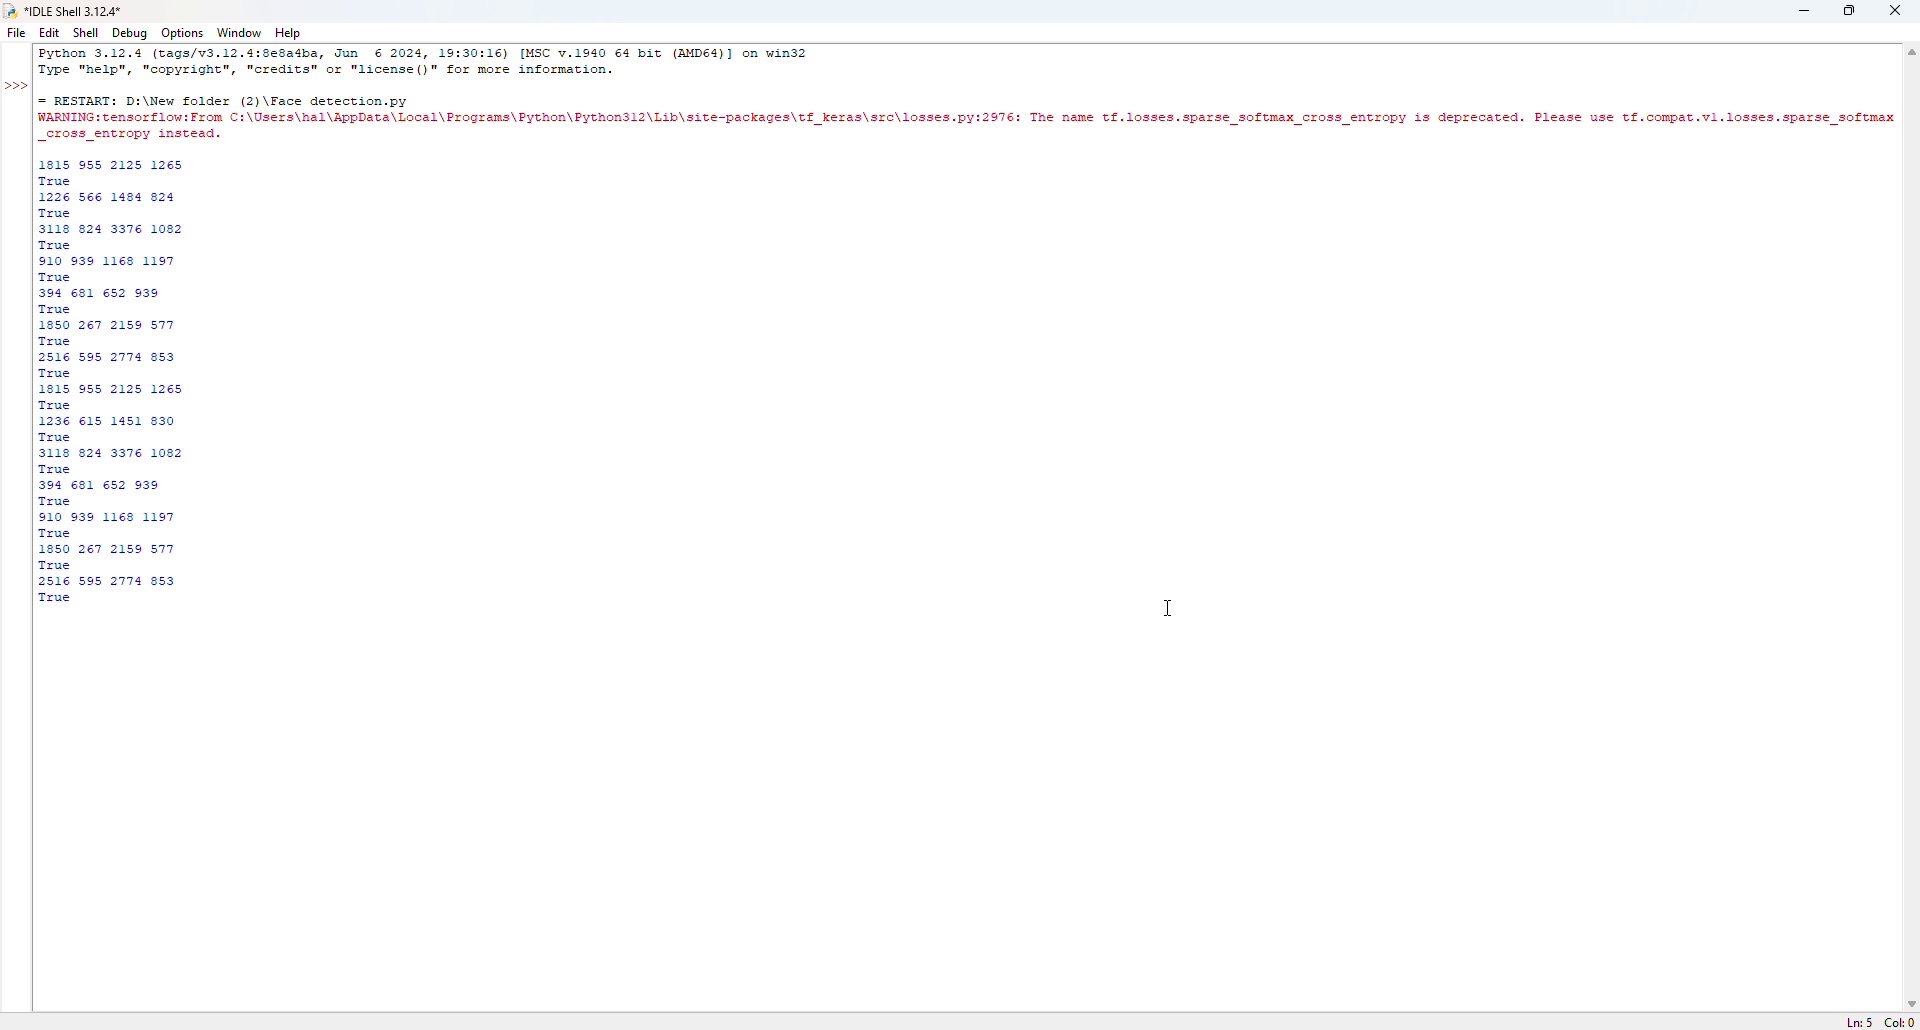 *IDLE Shell 3.12.4*
File Edit Shell Debug Options Window Help
Python 3.12.4 (tags/v3.12.4:8e8a4ba, Jun  6 2024, 19:30:16) [MSC v.1940 64 bit (AMD64)] on win32
Type "help", "copyright", "credits" or "license()" for more information.
>>>
= RESTART: D:\New folder (2)\Face detection.py
WARNING:tensorflow:From C:\Users\hal\AppData\Local\Programs\Python\Python312\Lib\site-packages\tf_keras\src\losses.py:2976: The name tf.losses.sparse_softmax_cross_entropy is deprecated. Please use tf.compat.v1.losses.sparse_softmax
_cross_entropy instead.
1815 955 2125 1265
True
1226 566 1484 824
True
3118 824 3376 1082
True
910 939 1168 1197
True
394 681 652 939
True
1850 267 2159 577
True
2516 595 2774 853
True
1815 955 2125 1265
True
1236 615 1451 830
True
3118 824 3376 1082
True
394 681 652 939
True
910 939 1168 1197
True
1850 267 2159 577
True
2516 595 2774 853
True
Ln: 5 Col: 0